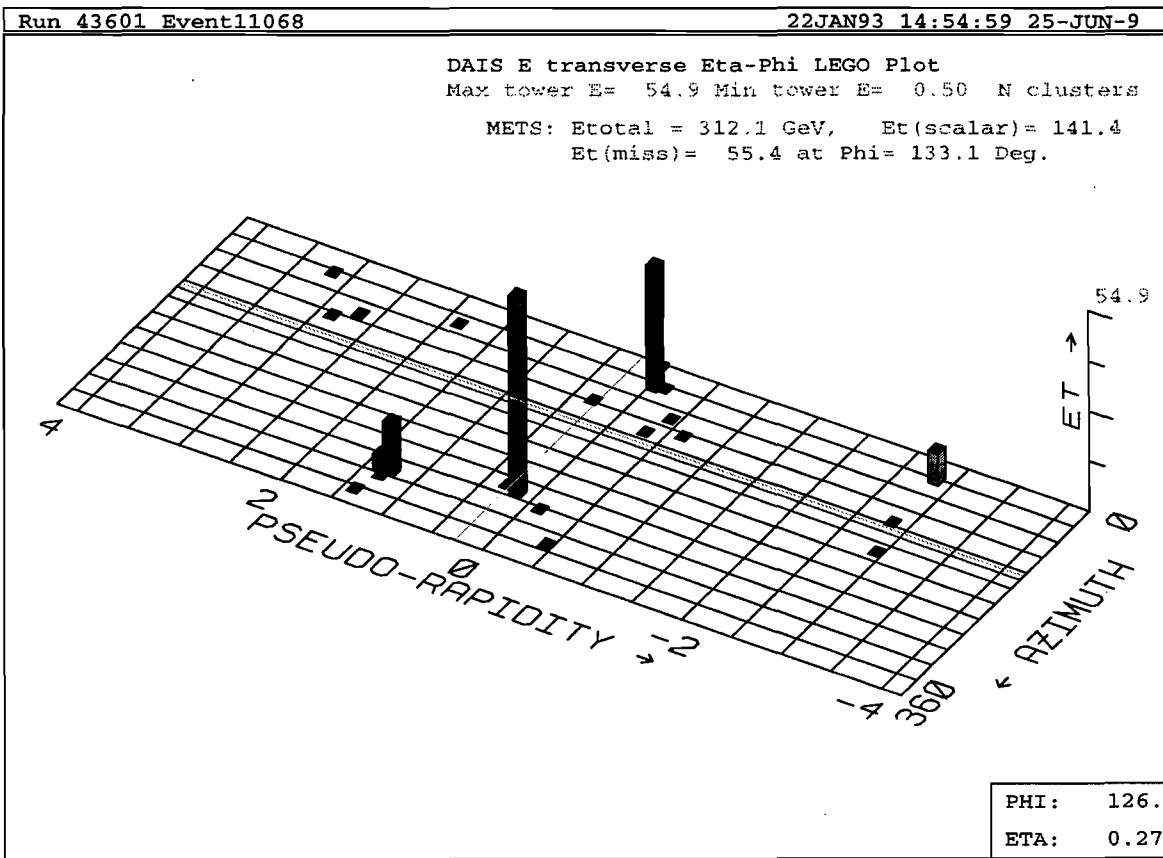 Run 43601 Event11068 22JAN93 14:54:59 25-JUN-9
DAIS E transverse Eta-Phi LEGO Plot
Max tower E= 54.9 Min tower E= 0.50 N clusters
METS: Etotal = 312.1 GeV, Et(scalar)= 141.4
Et(miss)= 55.4 at Phi= 133.1 Deg.
54.9
ET →
4
2
0
-2
-4
PSEUDO-RAPIDITY →
0
← AZIMUTH
360
PHI: 126.
ETA: 0.27